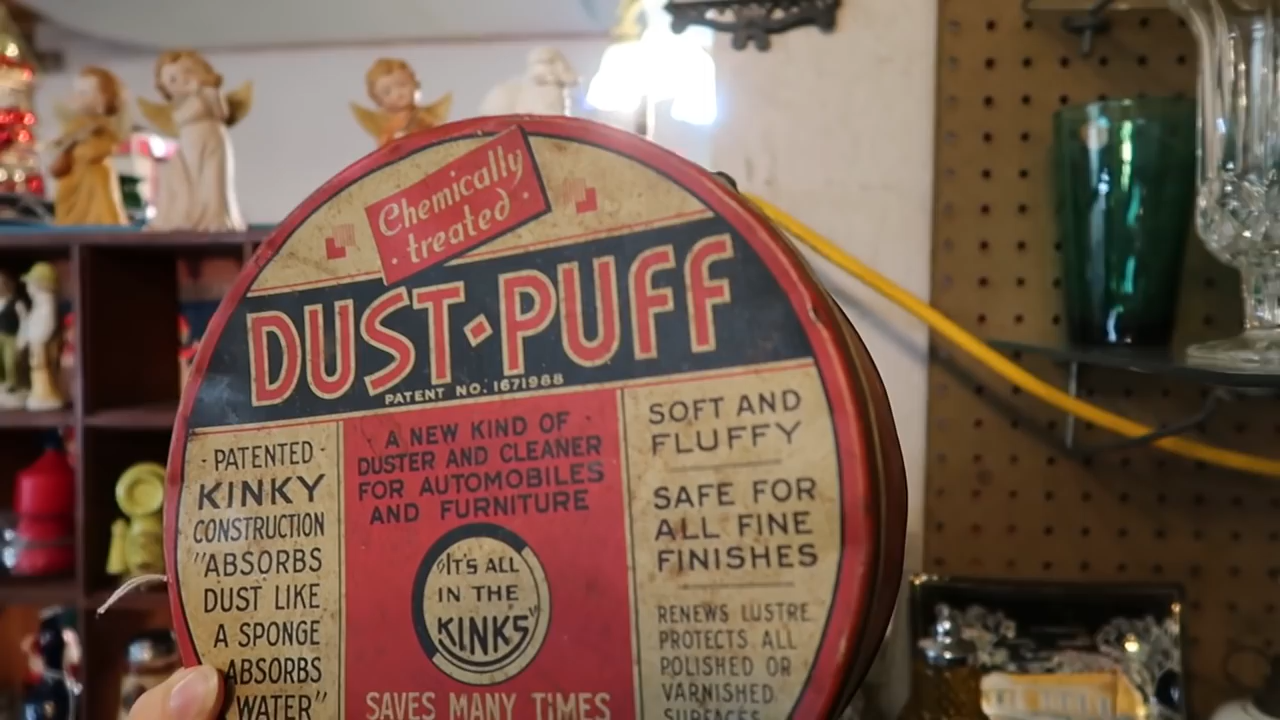 Chemically
· treated ·
DUST·PUFF
PATENT NO. 1671988
- PATENTED -
KINKY
CONSTRUCTION
"ABSORBS
DUST LIKE
A SPONGE
ABSORBS
WATER"
A NEW KIND OF
DUSTER AND CLEANER
FOR AUTOMOBILES
AND FURNITURE
"IT'S ALL
IN THE
KINKS"
SAVES MANY TIMES
SOFT AND
FLUFFY
SAFE FOR
ALL FINE
FINISHES
RENEWS LUSTRE
PROTECTS ALL
POLISHED OR
VARNISHED
SURFACES